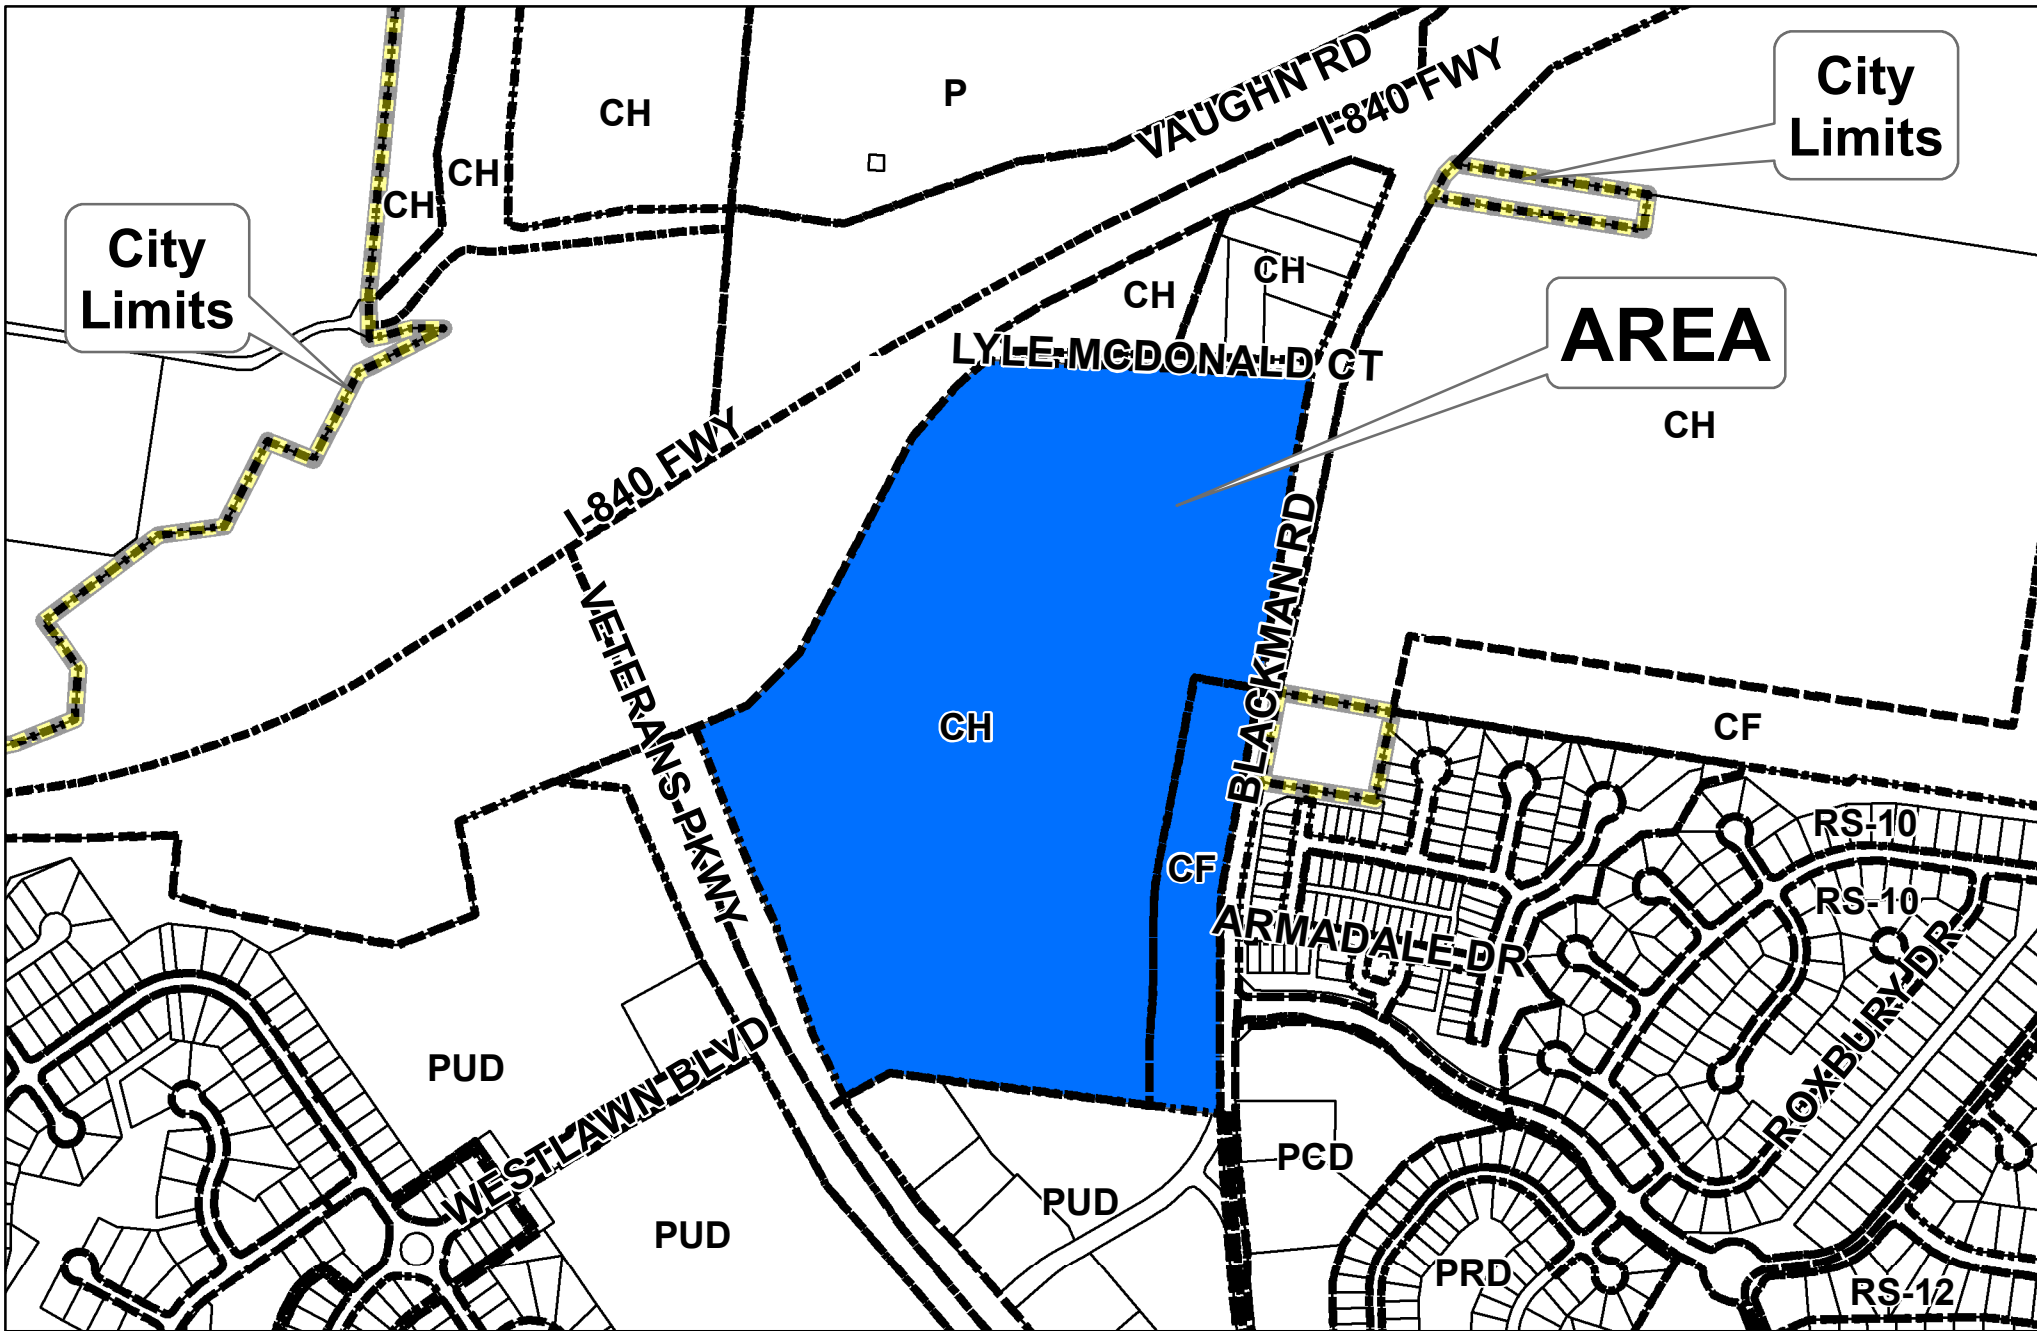 VAUGHN RD
I-840 FWY
City
Limits
P
CH
CH
CH
City
Limits
CH
CH
AREA
LYLE MCDONALD CT
CH
I-840 FWY
BLACKMAN RD
VETERANS PKWY
CH
CF
CF
RS-10
RS-10
ARMADALE DR
ROXBURY DR
PUD
WESTLAWN BLVD
PCD
PUD
PUD
PRD
RS-12